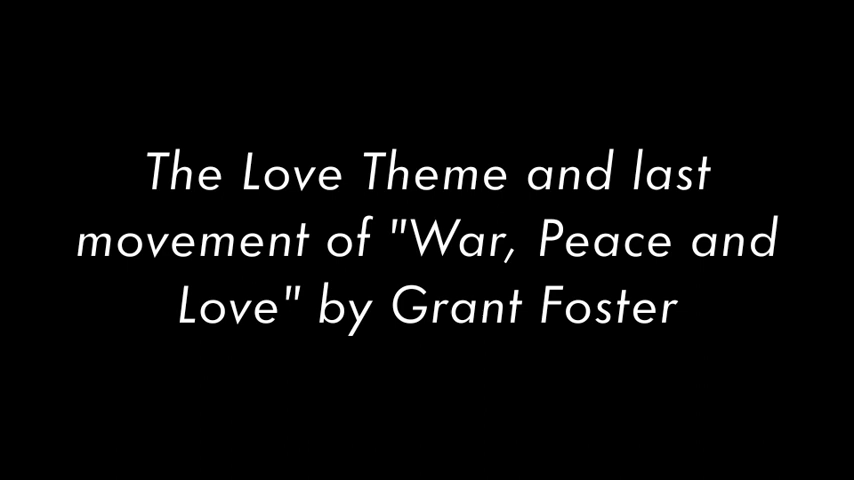 The Love Theme and last
movement of "War, Peace and
Love" by Grant Foster